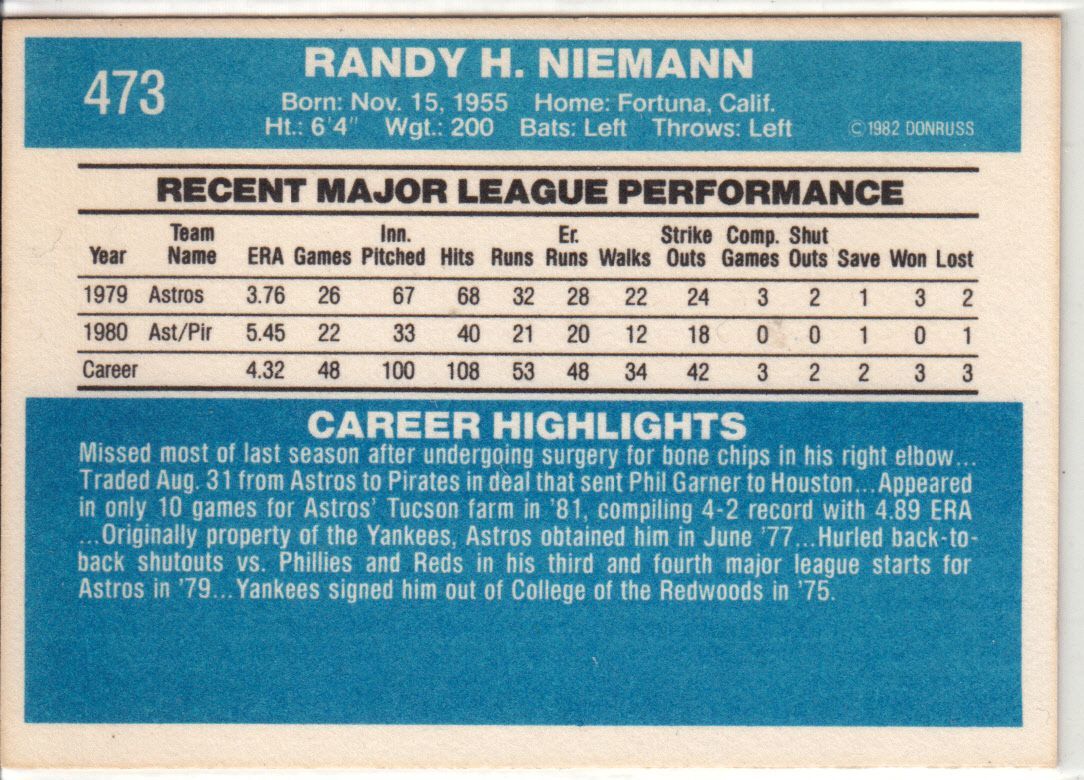 473
RANDY H. NIEMANN
Born: Nov. 15, 1955 Home: Fortuna, Calif.
Ht.: 6'4" Wgt.: 200 Bats: Left Throws: Left
© 1982 DONRUSS
RECENT MAJOR LEAGUE PERFORMANCE
Year Team Name ERA Games Inn. Pitched Hits Runs Er. Runs Walks Strike Outs Comp. Games Shut Outs Save Won Lost
1979 Astros 3.76 26 67 68 32 28 22 24 3 2 1 3 2
1980 Ast/Pir 5.45 22 33 40 21 20 12 18 0 0 1 0 1
Career 4.32 48 100 108 53 48 34 42 3 2 2 3 3
CAREER HIGHLIGHTS
Missed most of last season after undergoing surgery for bone chips in his right elbow...
Traded Aug. 31 from Astros to Pirates in deal that sent Phil Garner to Houston...Appeared
in only 10 games for Astros' Tucson farm in '81, compiling 4-2 record with 4.89 ERA
...Originally property of the Yankees, Astros obtained him in June '77...Hurled back-to-
back shutouts vs. Phillies and Reds in his third and fourth major league starts for
Astros in '79...Yankees signed him out of College of the Redwoods in '75.